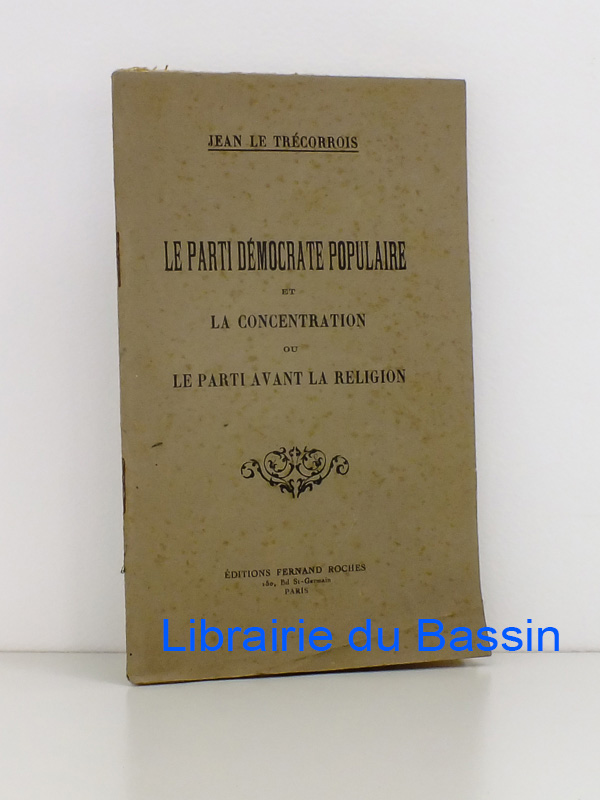 JEAN LE TRÉCORROIS
LE PARTI DÉMOCRATE POPULAIRE
ET
LA CONCENTRATION
OU
LE PARTI AVANT LA RELIGION
ÉDITIONS FERNAND ROCHES
180, Bd St-Germain
PARIS
Librairie du Bassin